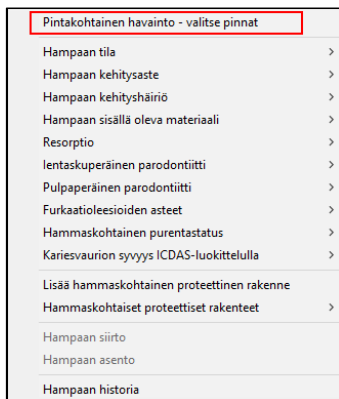 Pintakohtainen havainto - valitse pinnat
Hampaan tila
Hampaan kehitysaste
Hampaan kehityshäiriö
Hampaan sisällä oleva materiaali
Resorptio
Ientaskuperäinen parodontiitti
Pulpaperäinen parodontiitti
Furkaatioleesioiden asteet
Hammaskohtainen purentastatus
Kariesvaurion syvyys ICDAS-luokittelulla
Lisää hammaskohtainen proteettinen rakenne
Hammaskohtaiset proteettiset rakenteet
Hampaan siirto
Hampaan asento
Hampaan historia